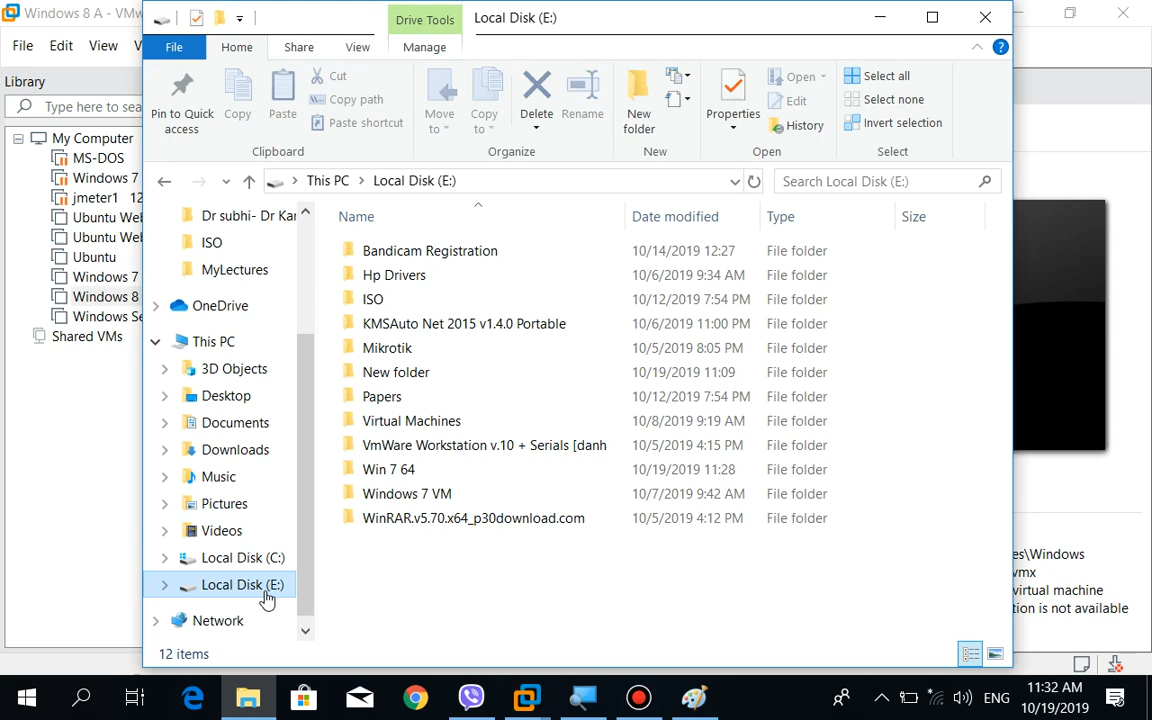 Windows 8 A - VMw
Drive Tools
Local Disk (E:)
File Edit View
File Home Share View Manage
Library
Type here to sea
My Computer
MS-DOS
Windows 7
jmeter1 12
Ubuntu Web
Ubuntu Web
Ubuntu
Windows 7
Windows 8
Windows Se
Shared VMs
Pin to Quick access
Copy
Paste
Cut
Copy path
Paste shortcut
Clipboard
Move to
Copy to
Delete
Rename
Organize
New folder
New
Properties
Open
Edit
History
Open
Select all
Select none
Invert selection
Select
This PC Local Disk (E:)
Search Local Disk (E:)
Dr subhi- Dr Kar
ISO
MyLectures
OneDrive
This PC
3D Objects
Desktop
Documents
Downloads
Music
Pictures
Videos
Local Disk (C:)
Local Disk (E:)
Network
Name Date modified Type Size
Bandicam Registration 10/14/2019 12:27 File folder
Hp Drivers 10/6/2019 9:34 AM File folder
ISO 10/12/2019 7:54 PM File folder
KMSAuto Net 2015 v1.4.0 Portable 10/6/2019 11:00 PM File folder
Mikrotik 10/5/2019 8:05 PM File folder
New folder 10/19/2019 11:09 File folder
Papers 10/12/2019 7:54 PM File folder
Virtual Machines 10/8/2019 9:19 AM File folder
VmWare Workstation v.10 + Serials [danh 10/5/2019 4:15 PM File folder
Win 7 64 10/19/2019 11:28 File folder
Windows 7 VM 10/7/2019 9:42 AM File folder
WinRAR.v5.70.x64_p30download.com 10/5/2019 4:12 PM File folder
12 items
es\Windows
vmx
virtual machine
tion is not available
ENG
11:32 AM
10/19/2019